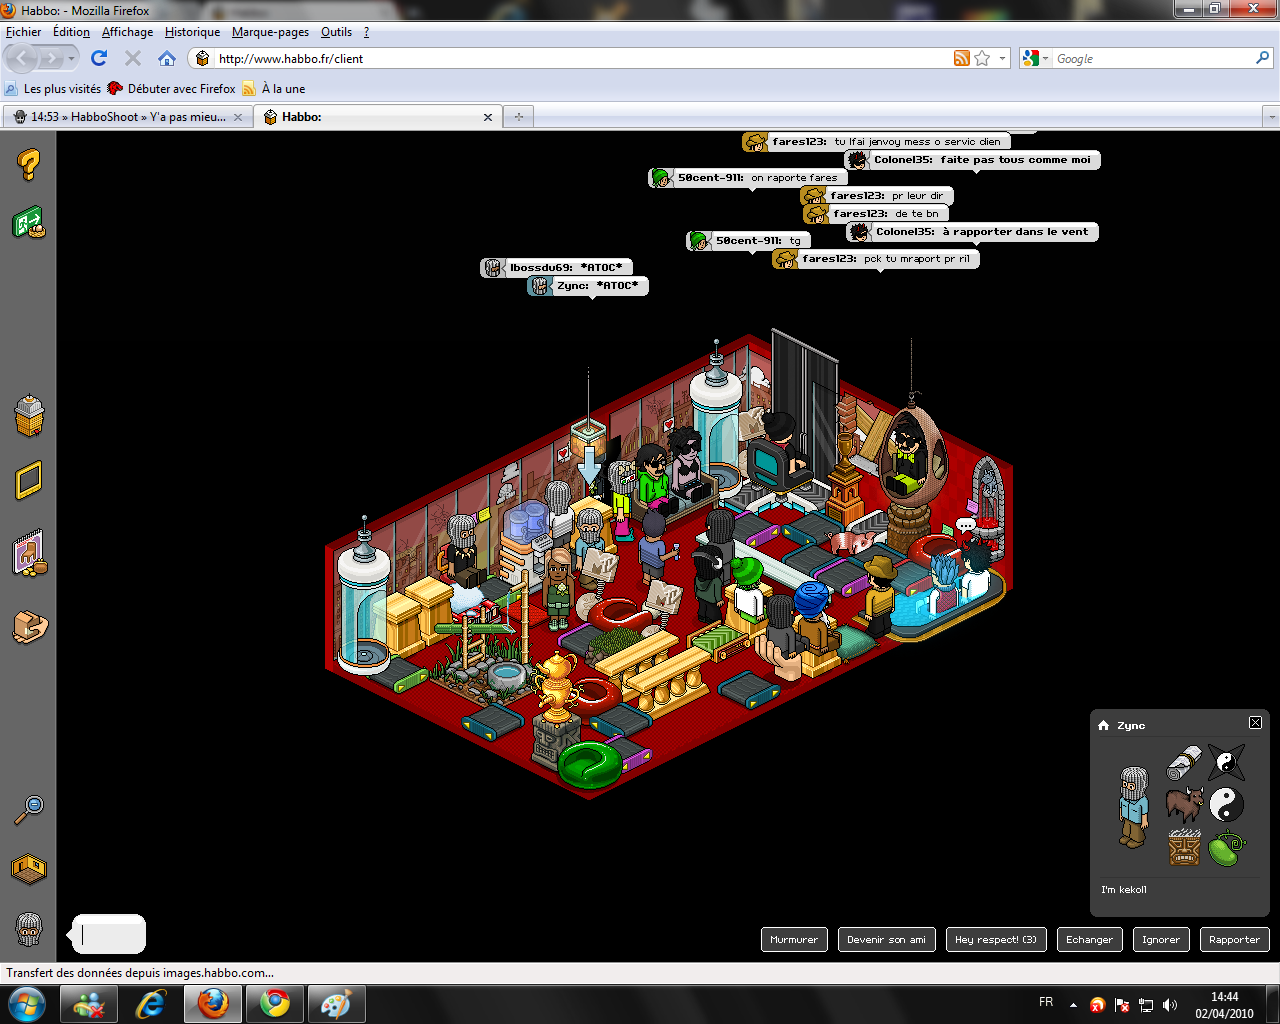 Habbo: - Mozilla Firefox
Fichier Édition Affichage Historique Marque-pages Outils ?
http://www.habbo.fr/client
Google
Les plus visités Débuter avec Firefox À la une
14:53 » HabboShoot » Y'a pas mieu...
Habbo:
fares123: tu lfai jenvoy mess o servic clien
Colonel35: faite pas tous comme moi
50cent-911: on raporte fares
fares123: pr leur dir
fares123: de te bn
Colonel35: à rapporter dans le vent
50cent-911: tg
fares123: pck tu mraport pr ril
lbossdu69: *ATOC*
Zync: *ATOC*
MTV
MTV
MTV
Zync
I'm kekoll
Murmurer
Devenir son ami
Hey respect! (3)
Echanger
Ignorer
Rapporter
Transfert des données depuis images.habbo.com...
FR
14:44
02/04/2010